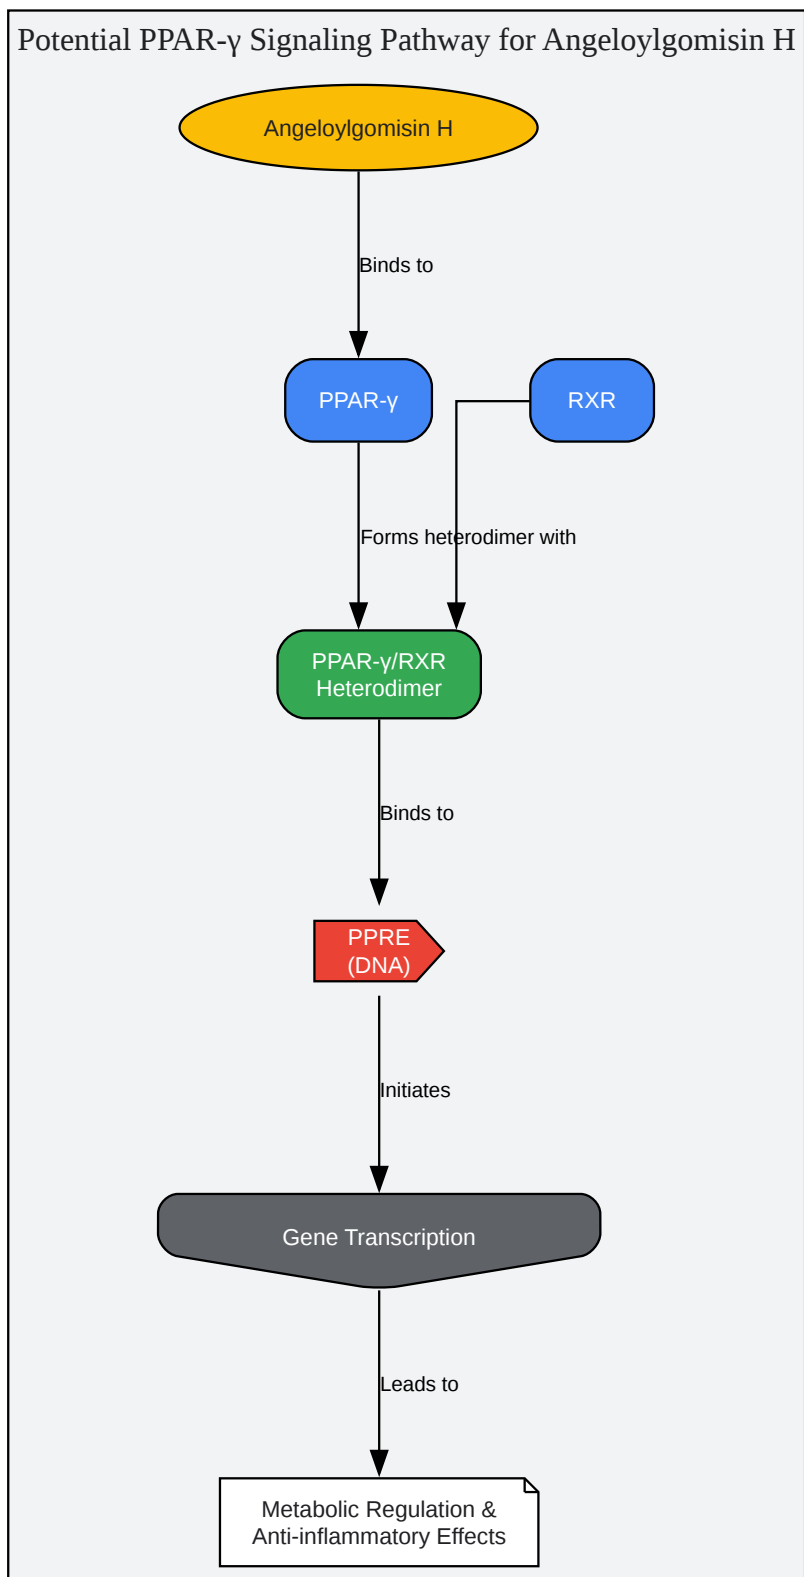 Potential PPAR-γ Signaling Pathway for Angeloylgomisin H
Angeloylgomisin H
Binds to
PPAR-γ
RXR
Forms heterodimer with
PPAR-γ/RXR
Heterodimer
Binds to
PPRE
(DNA)
Initiates
Gene Transcription
Leads to
Metabolic Regulation &
Anti-inflammatory Effects